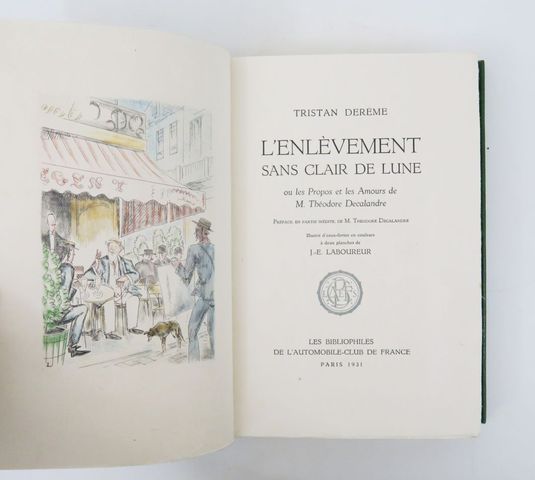 TRISTAN DEREME
L'ENLÈVEMENT
SANS CLAIR DE LUNE
ou les Propos et les Amours de
M. Théodore Decalandre
PRÉFACE EN PARTIE INÉDITE DE M. THÉODORE DECALANDRE
Illustré d'eaux-fortes en couleurs
à deux planches de
J.-E. LABOUREUR
LES BIBLIOPHILES
DE L'AUTOMOBILE-CLUB DE FRANCE
PARIS 1931